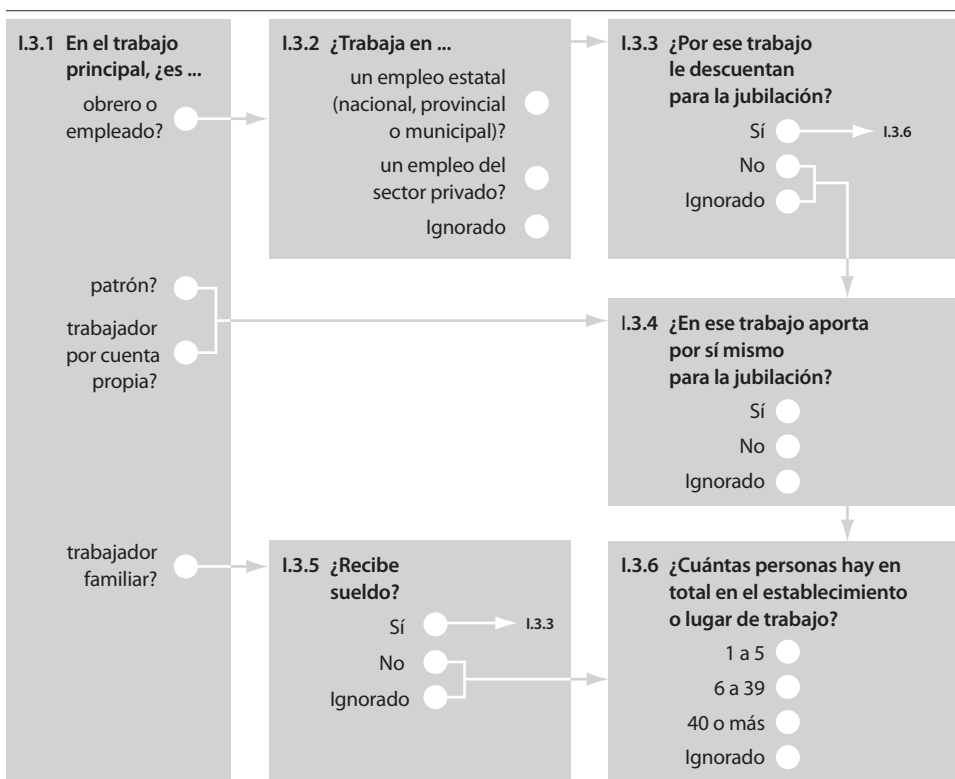 I.3.1 En el trabajo
principal, ¿es ...
obrero o
empleado?
patrón?
trabajador
por cuenta
propia?
trabajador
familiar?
I.3.2 ¿Trabaja en ...
un empleo estatal
(nacional, provincial
o municipal)?
un empleo del
sector privado?
Ignorado
I.3.3 ¿Por ese trabajo
le descuentan
para la jubilación?
Sí I.3.6
No
Ignorado
I.3.4 ¿En ese trabajo aporta
por sí mismo
para la jubilación?
Sí
No
Ignorado
I.3.5 ¿Recibe
sueldo?
Sí I.3.3
No
Ignorado
I.3.6 ¿Cuántas personas hay en
total en el establecimiento
o lugar de trabajo?
1 a 5
6 a 39
40 o más
Ignorado